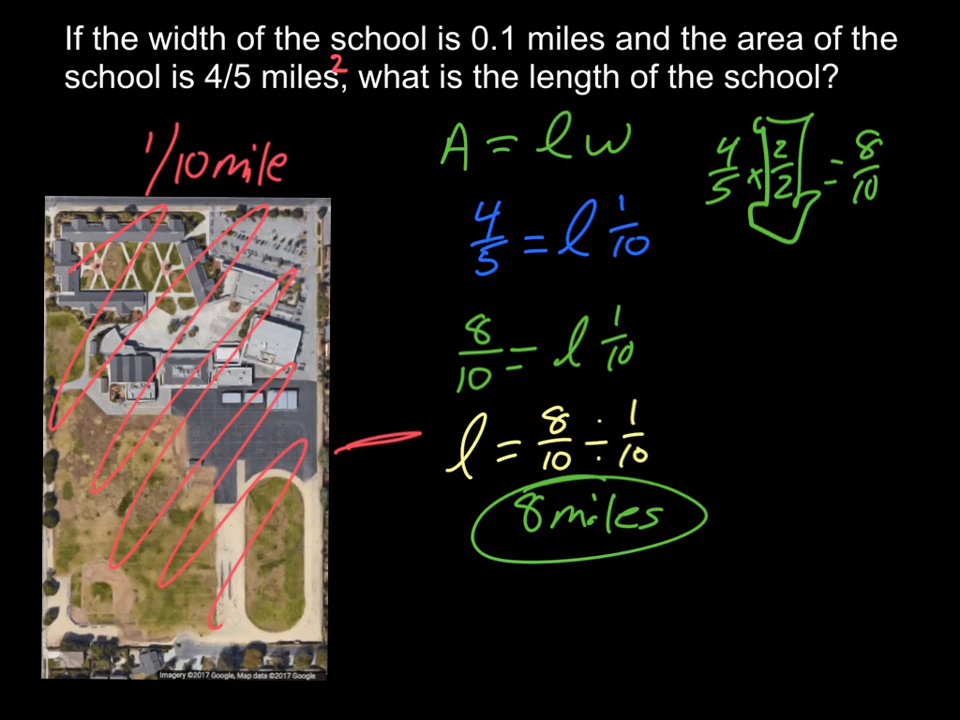 If the width of the school is 0.1 miles and the area of the
school is 4/5 miles², what is the length of the school?
1/10 mile
A = l w
4/5 × 2/2 = 8/10
4/5 = l 1/10
8/10 = l 1/10
l = 8/10 ÷ 1/10
8 miles
Imagery ©2017 Google, Map data ©2017 Google